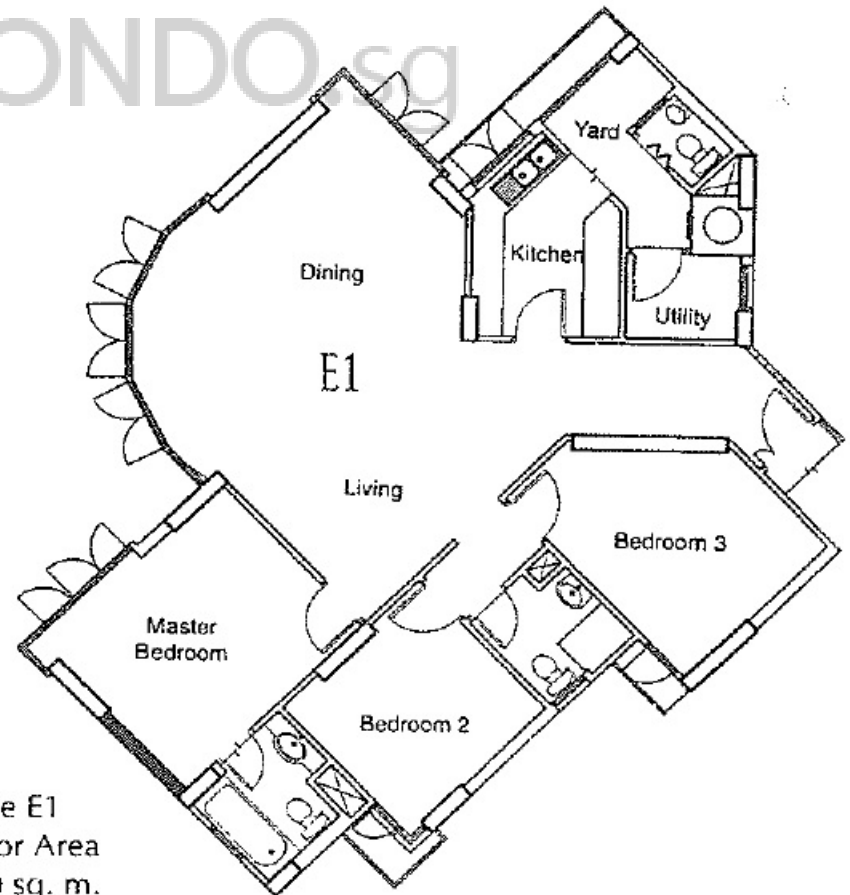 ONDO.sg
Yard
Dining
Kitchen
Utility
E1
Living
Bedroom 3
Master
Bedroom
Bedroom 2
e E1
or Area
sq. m.